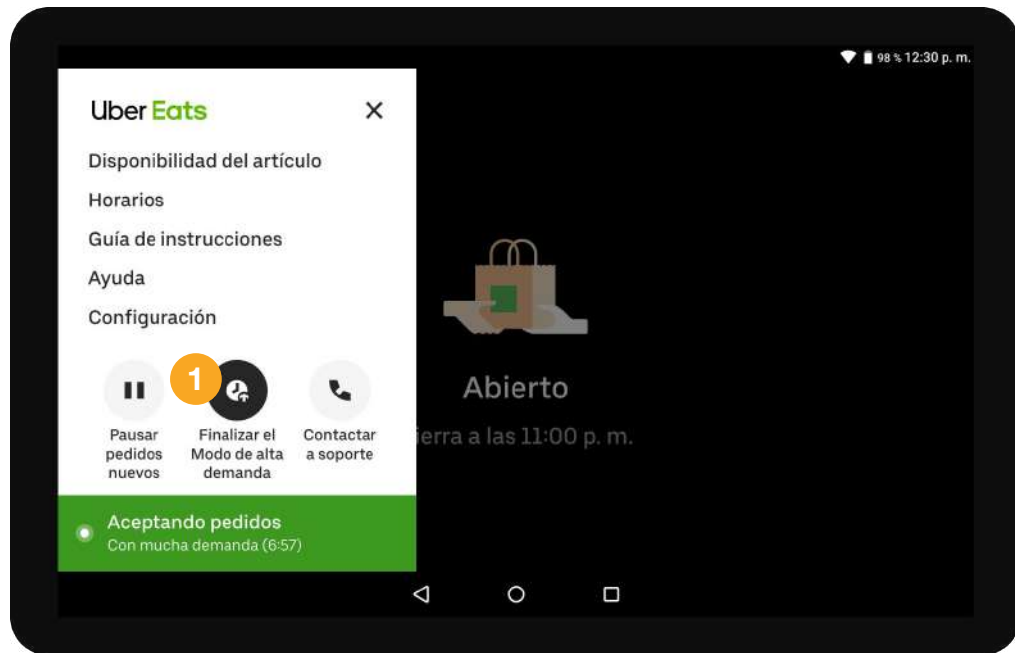 98 % 12:30 p. m.
Uber Eats
Disponibilidad del artículo
Horarios
Guía de instrucciones
Ayuda
Configuración
1
Pausar
pedidos
nuevos
Finalizar el
Modo de alta
demanda
Contactar
a soporte
Aceptando pedidos
Con mucha demanda (6:57)
Abierto
ierra a las 11:00 p. m.